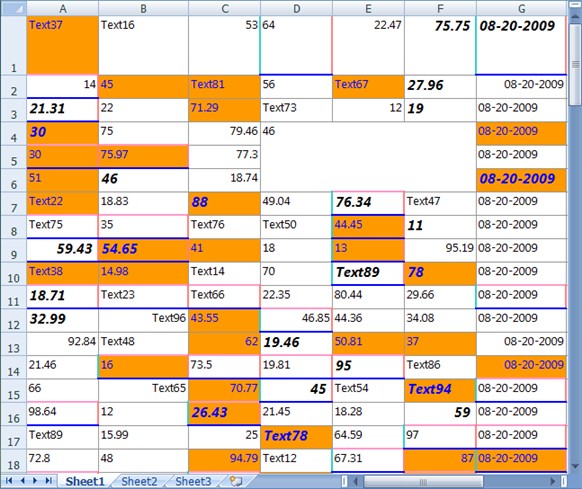 A B C D E F G
1 Text37 Text16 53 64 22.47 75.75 08-20-2009
2 14 45 Text81 56 Text67 27.96 08-20-2009
3 21.31 22 71.29 Text73 12 19 08-20-2009
4 30 75 79.46 46 08-20-2009
5 30 75.97 77.3 08-20-2009
6 51 46 18.74 08-20-2009
7 Text22 18.83 88 49.04 76.34 Text47 08-20-2009
8 Text75 35 Text76 Text50 44.45 11 08-20-2009
9 59.43 54.65 41 18 13 95.19 08-20-2009
10 Text38 14.98 Text14 70 Text89 78 08-20-2009
11 18.71 Text23 Text66 22.35 80.44 29.66 08-20-2009
12 32.99 Text96 43.55 46.85 44.36 34.08 08-20-2009
13 92.84 Text48 62 19.46 50.81 37 08-20-2009
14 21.46 16 73.5 19.81 95 Text86 08-20-2009
15 66 Text65 70.77 45 Text54 Text94 08-20-2009
16 98.64 12 26.43 21.45 18.28 59 08-20-2009
17 Text89 15.99 25 Text78 64.59 97 08-20-2009
18 72.8 48 94.79 Text12 67.31 87 08-20-2009
Sheet1 Sheet2 Sheet3